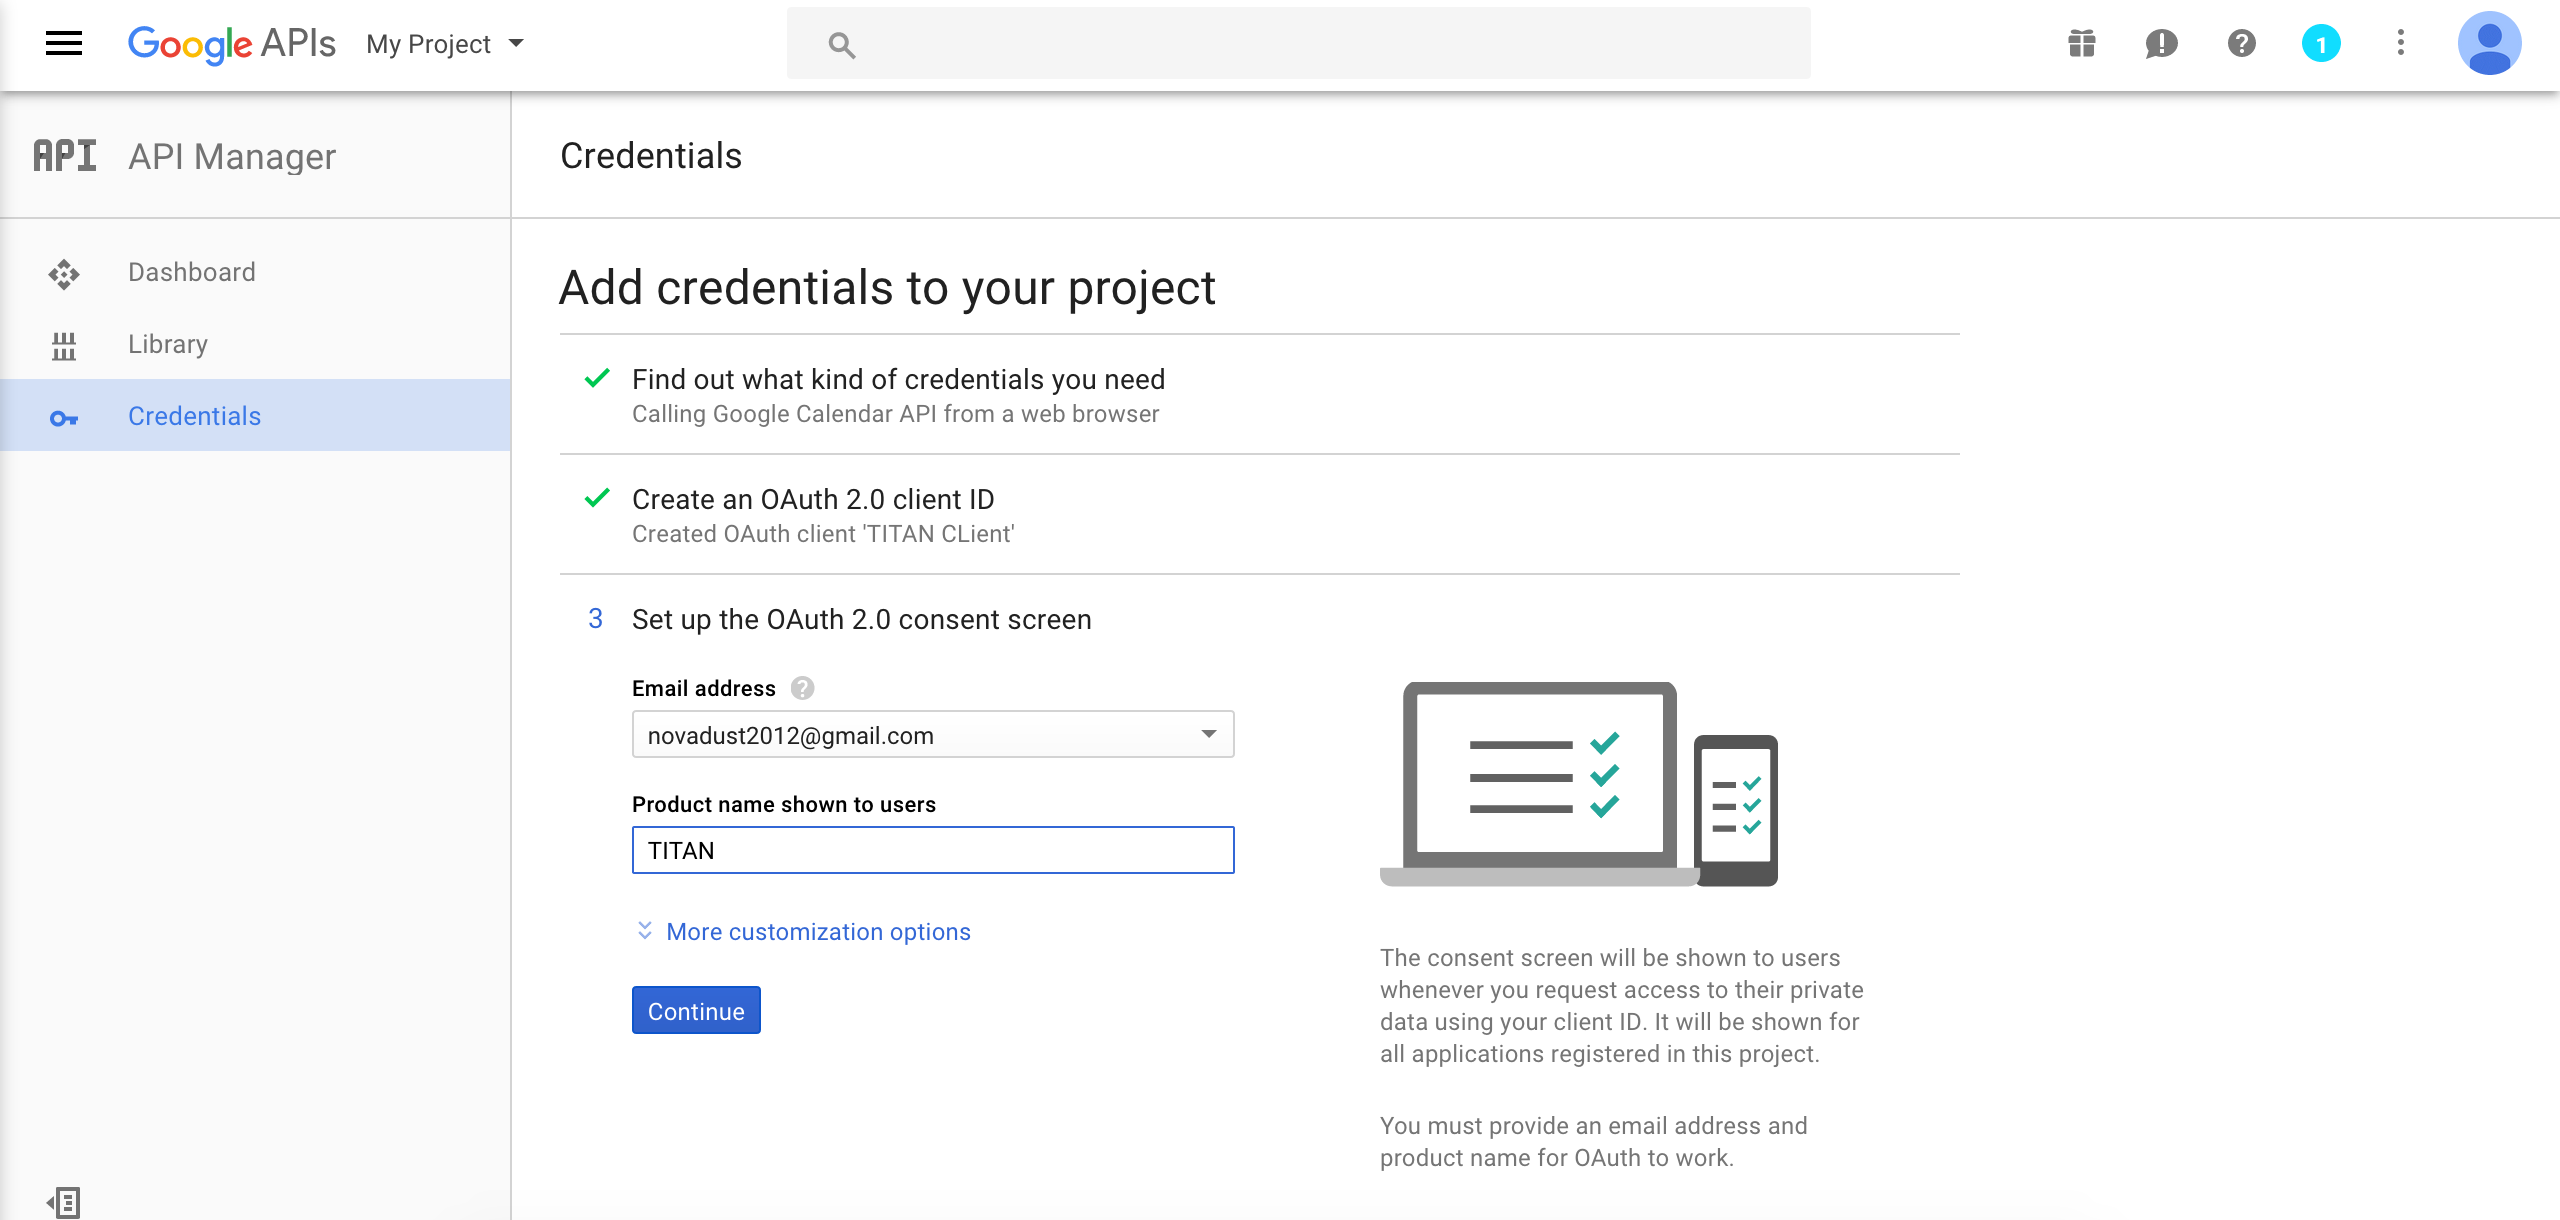 Google APIs My Project
1
API API Manager
Credentials
Dashboard
Library
Credentials
Add credentials to your project
Find out what kind of credentials you need
Calling Google Calendar API from a web browser
Create an OAuth 2.0 client ID
Created OAuth client 'TITAN CLient'
3 Set up the OAuth 2.0 consent screen
Email address ?
novadust2012@gmail.com
Product name shown to users
TITAN
More customization options
Continue
The consent screen will be shown to users
whenever you request access to their private
data using your client ID. It will be shown for
all applications registered in this project.
You must provide an email address and
product name for OAuth to work.